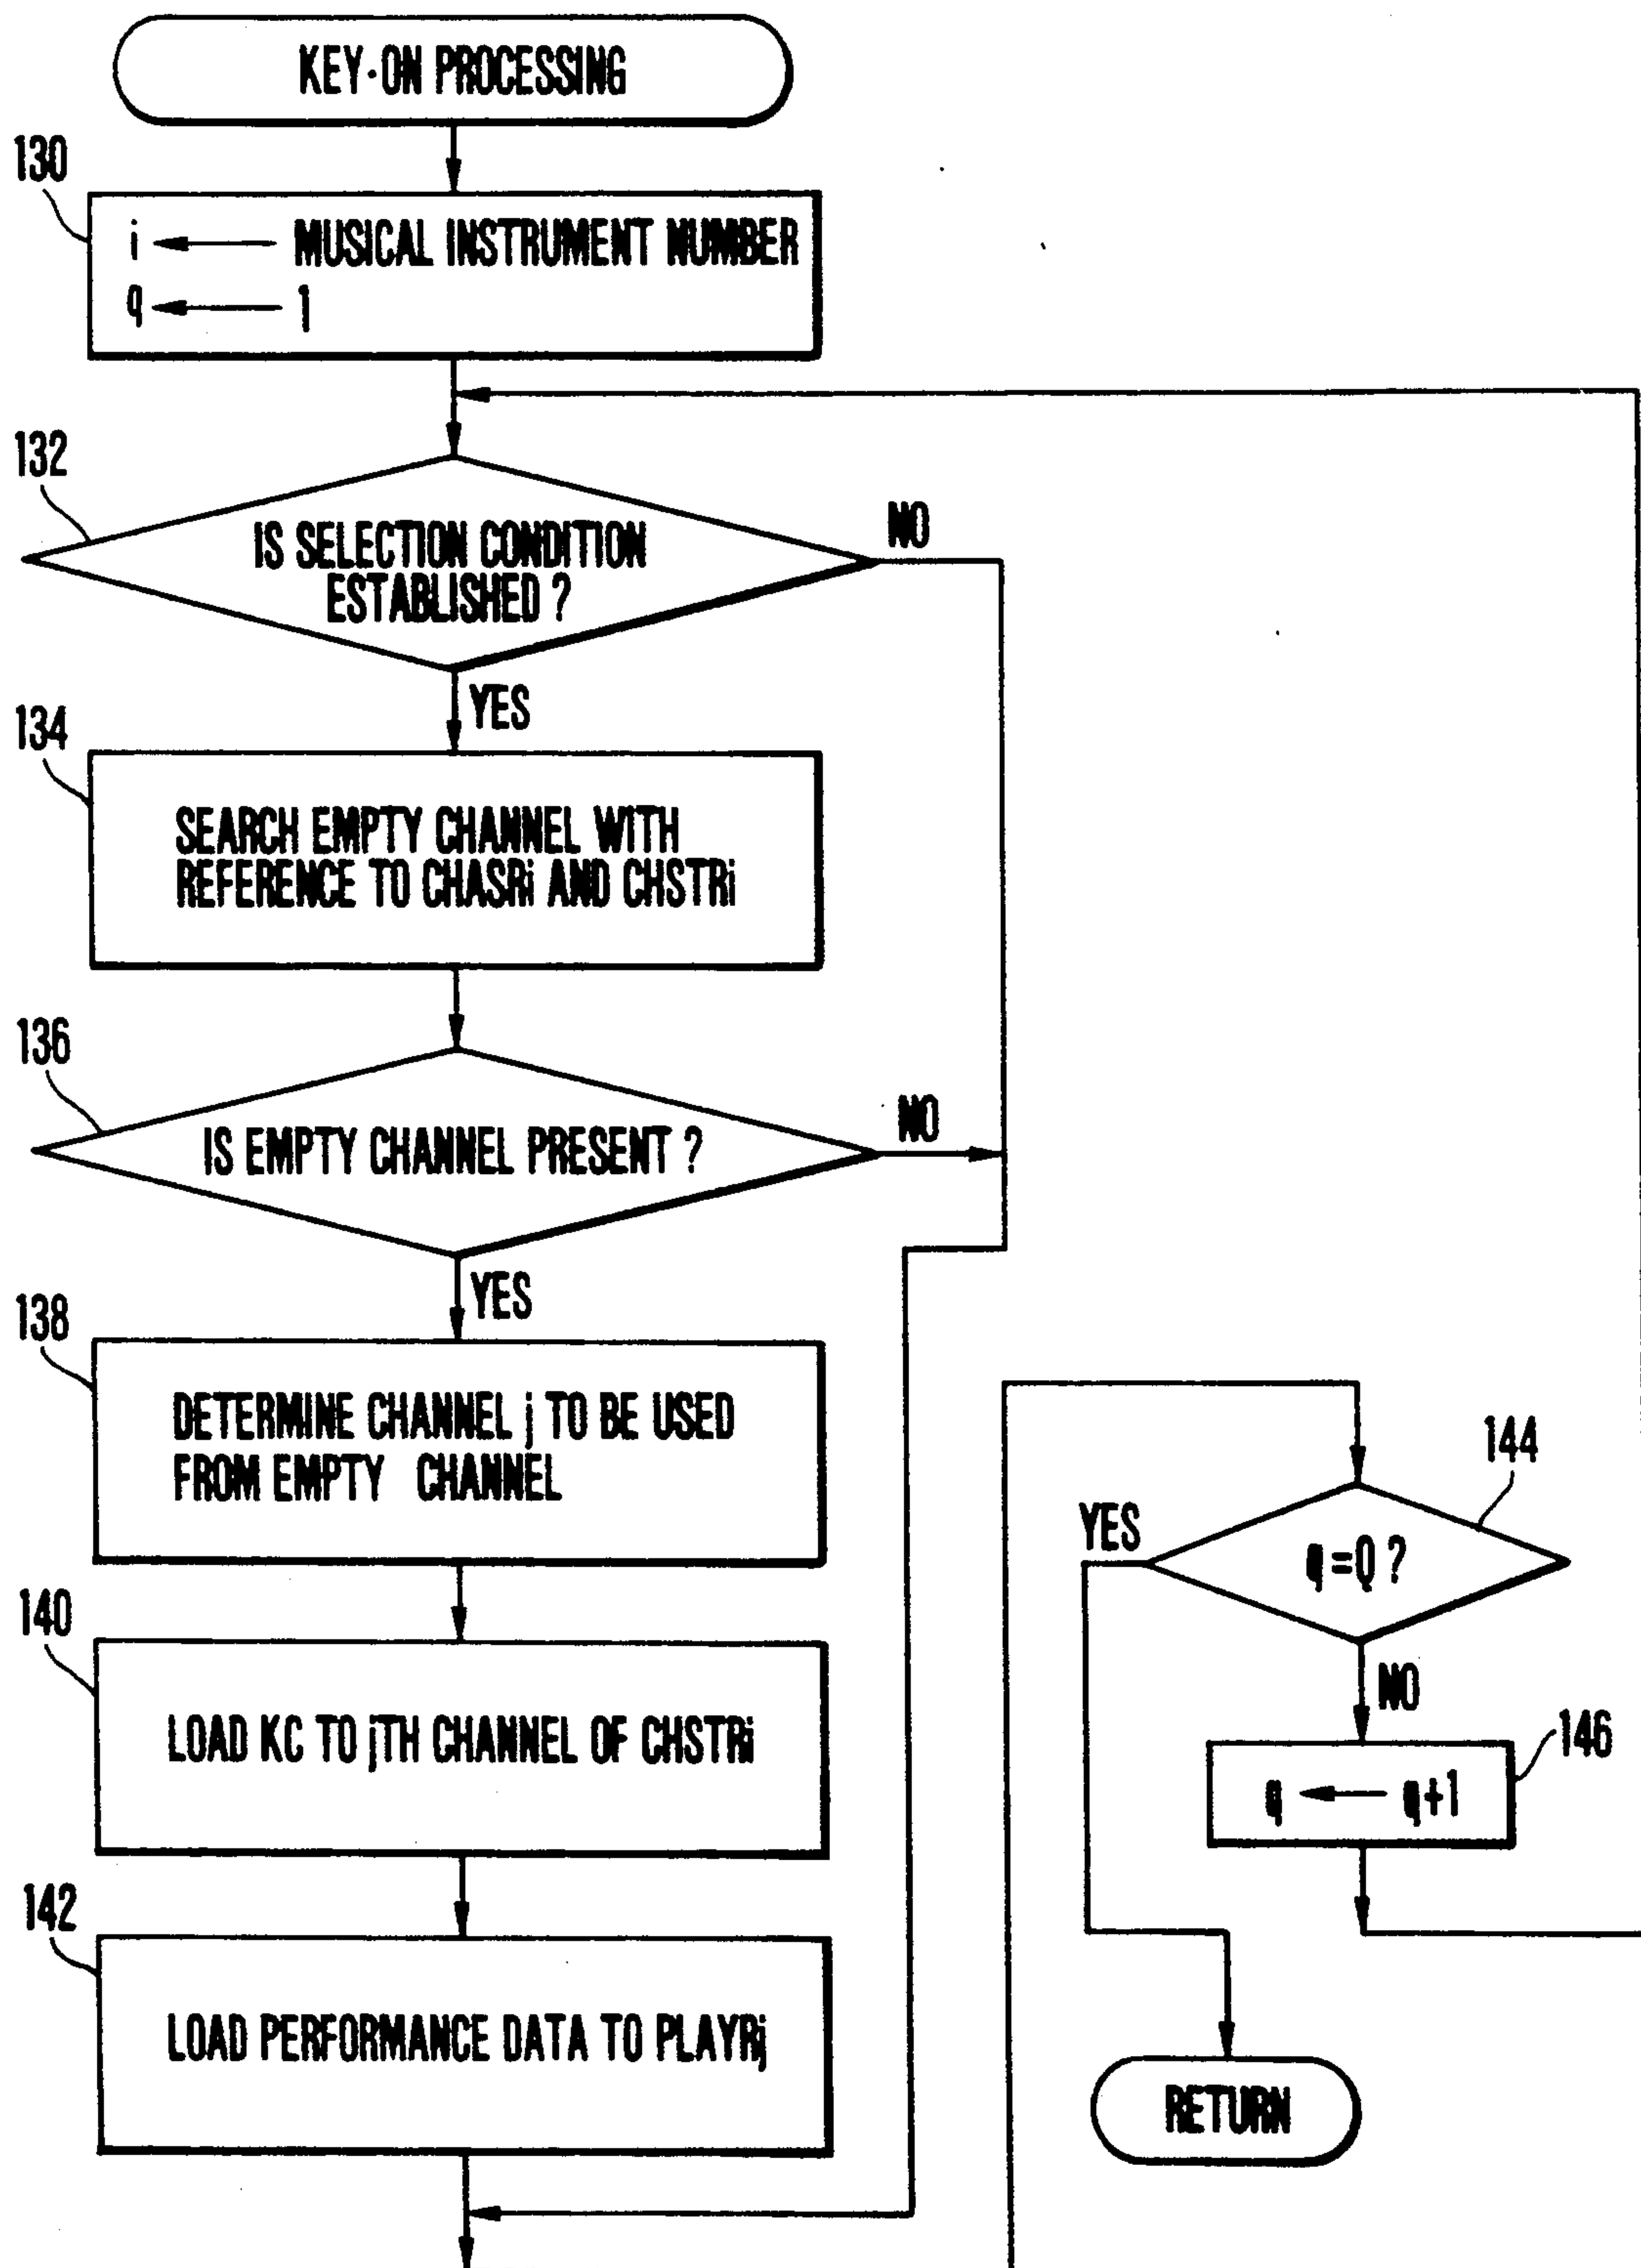 KEY·ON PROCESSING
130
i ← MUSICAL INSTRUMENT NUMBER
q ← 1
132
IS SELECTION CONDITION
ESTABLISHED ?
NO
YES
134
SEARCH EMPTY CHANNEL WITH
REFERENCE TO CHASRi AND CHSTRi
136
IS EMPTY CHANNEL PRESENT ?
NO
YES
138
DETERMINE CHANNEL j TO BE USED
FROM EMPTY CHANNEL
140
LOAD KC TO jTH CHANNEL OF CHSTRi
142
LOAD PERFORMANCE DATA TO PLAYRj
144
q=Q ?
YES
NO
146
q ← q+1
RETURN